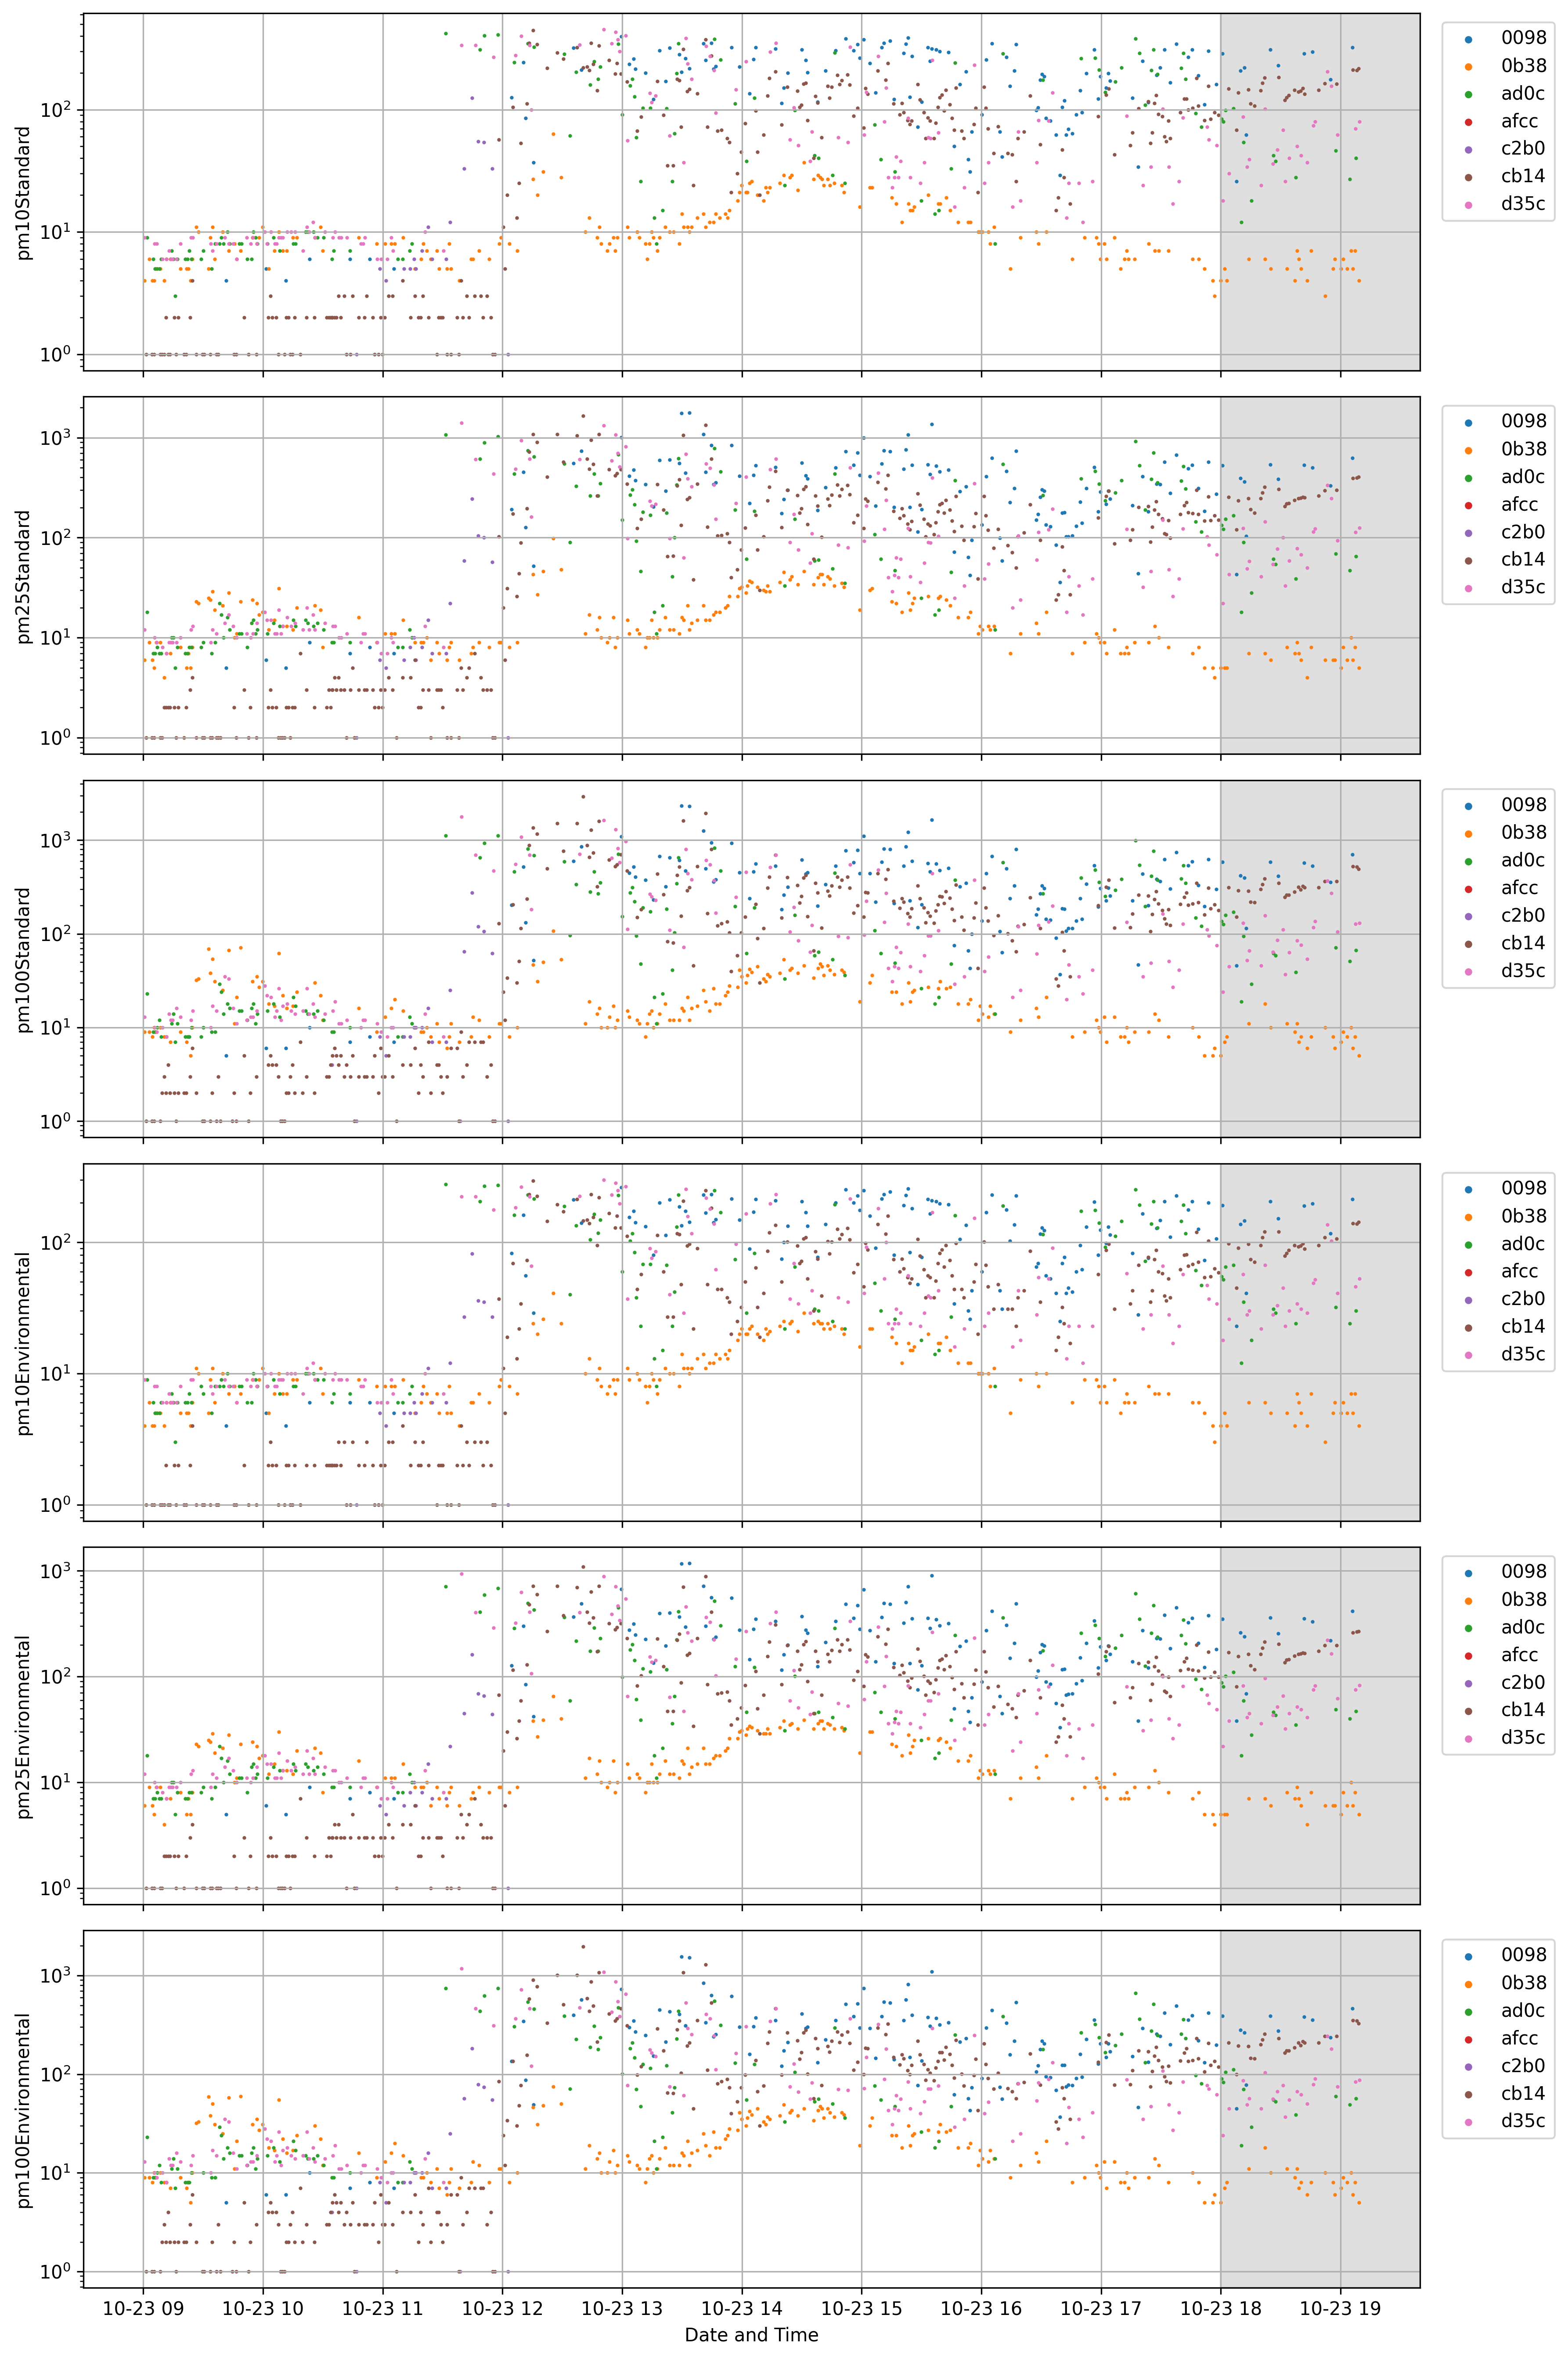 pm10Standard
10²
10¹
10⁰
0098
0b38
ad0c
afcc
c2b0
cb14
d35c
pm25Standard
10³
10²
10¹
10⁰
0098
0b38
ad0c
afcc
c2b0
cb14
d35c
pm100Standard
10³
10²
10¹
10⁰
0098
0b38
ad0c
afcc
c2b0
cb14
d35c
pm10Environmental
10²
10¹
10⁰
0098
0b38
ad0c
afcc
c2b0
cb14
d35c
pm25Environmental
10³
10²
10¹
10⁰
0098
0b38
ad0c
afcc
c2b0
cb14
d35c
pm100Environmental
10³
10²
10¹
10⁰
0098
0b38
ad0c
afcc
c2b0
cb14
d35c
10-23 09 10-23 10 10-23 11 10-23 12 10-23 13 10-23 14 10-23 15 10-23 16 10-23 17 10-23 18 10-23 19
Date and Time